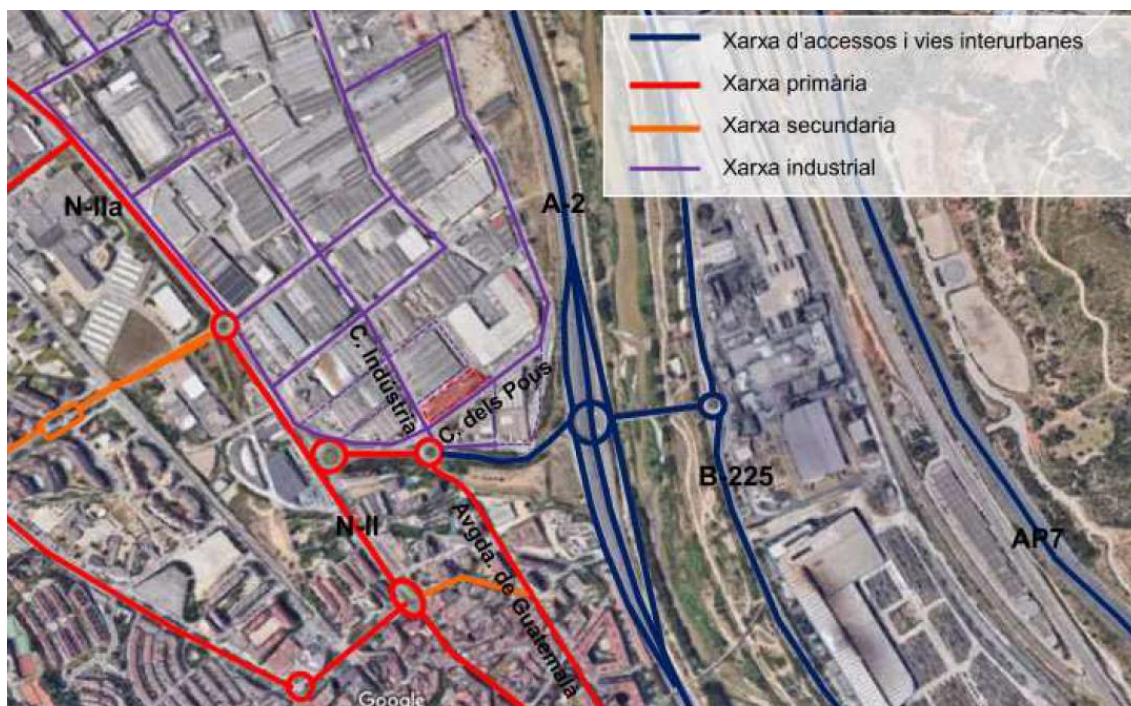 Xarxa d'accessos i vies interurbanes
Xarxa primària
Xarxa secundaria
Xarxa industrial
N-IIa
A-2
C. Indústria
C. dels Pous
B-225
N-II
Avgda. de Guatemalà
AP7
Google